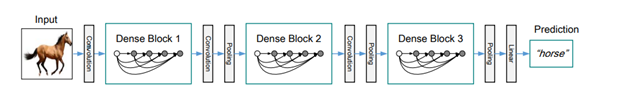 Input
Prediction
Dense Block 1
Dense Block 2
Dense Block 3
Convolution
Convolution
Pooling
Convolution
Pooling
Pooling
Linear
"horse"